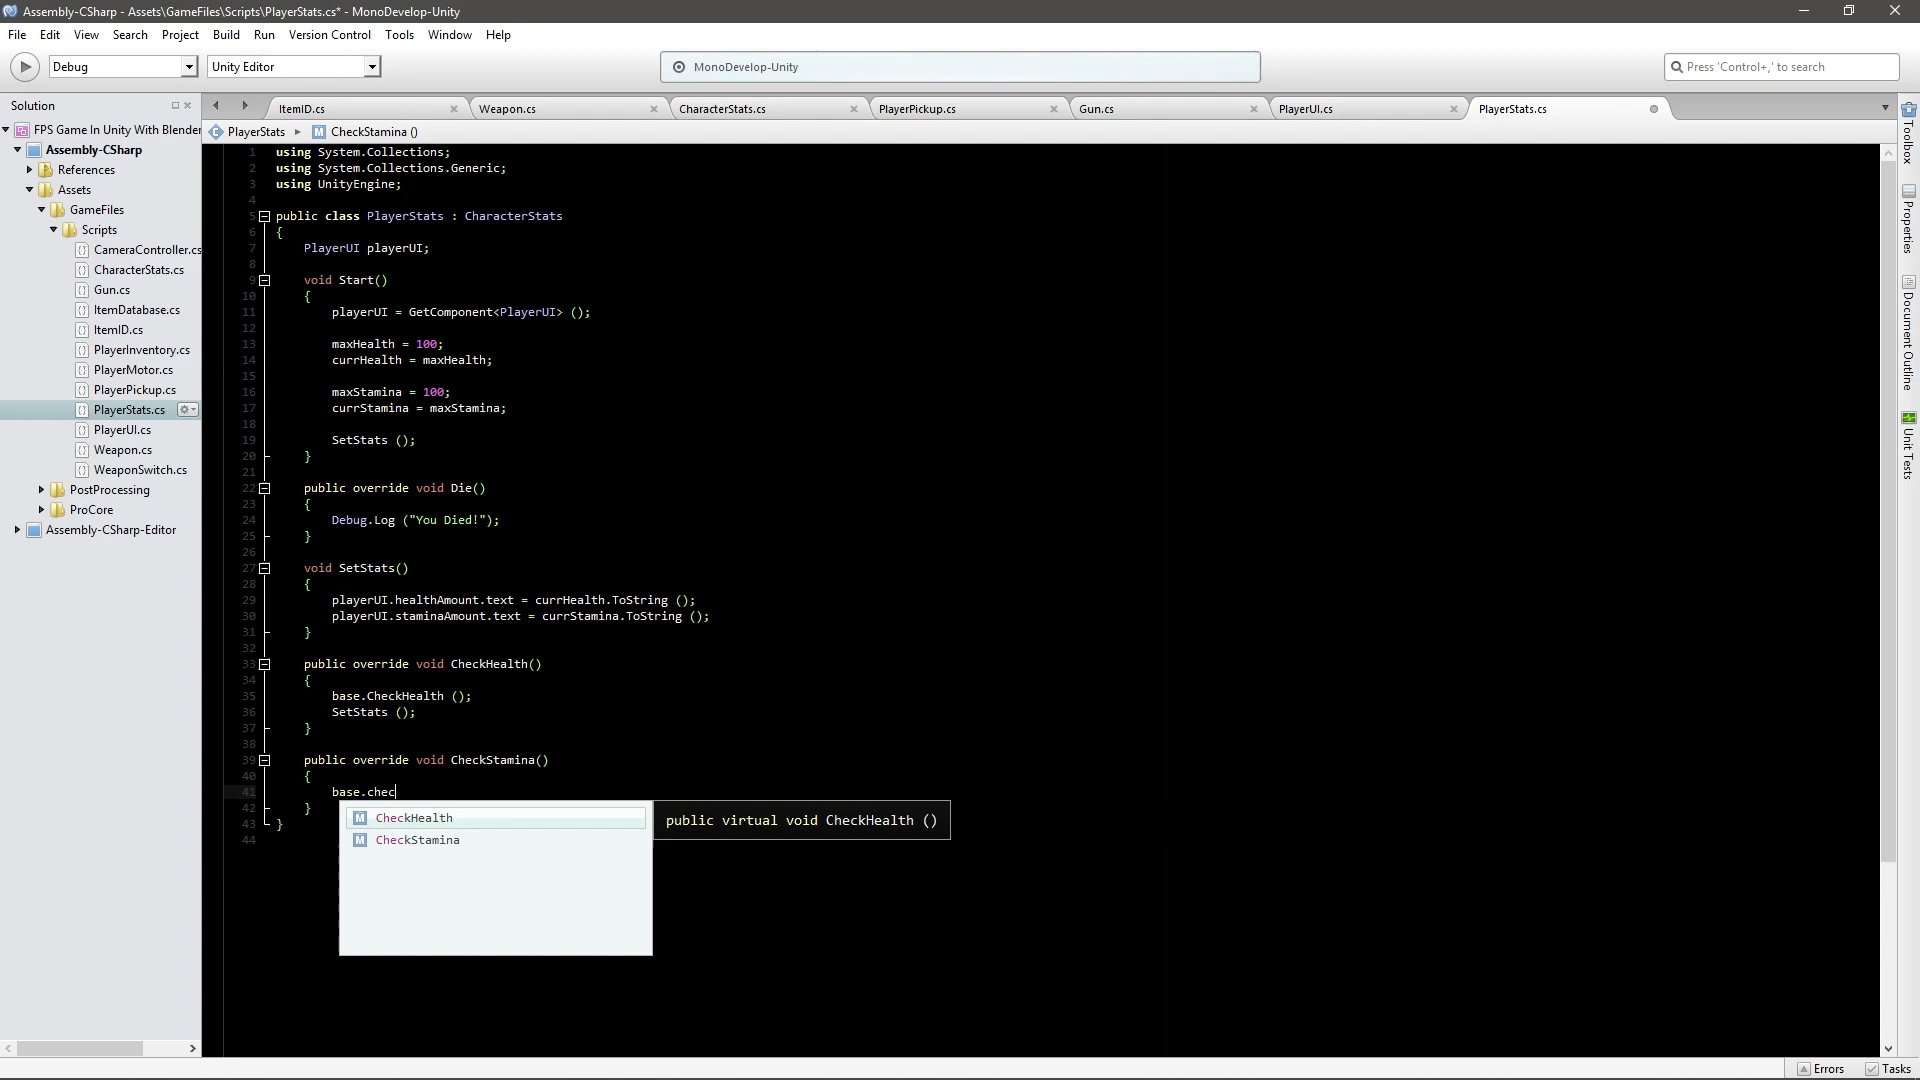 Assembly-CSharp - Assets\GameFiles\Scripts\PlayerStats.cs* - MonoDevelop-Unity
File Edit View Search Project Build Run Version Control Tools Window Help
Debug Unity Editor MonoDevelop-Unity Press 'Control+,' to search
Solution
FPS Game In Unity With Blender
Assembly-CSharp
References
Assets
GameFiles
Scripts
CameraController.cs
CharacterStats.cs
Gun.cs
ItemDatabase.cs
ItemID.cs
PlayerInventory.cs
PlayerMotor.cs
PlayerPickup.cs
PlayerStats.cs
PlayerUI.cs
Weapon.cs
WeaponSwitch.cs
PostProcessing
ProCore
Assembly-CSharp-Editor
ItemID.cs Weapon.cs CharacterStats.cs PlayerPickup.cs Gun.cs PlayerUI.cs PlayerStats.cs
PlayerStats CheckStamina ()
1 using System.Collections;
2 using System.Collections.Generic;
3 using UnityEngine;
4
5 public class PlayerStats : CharacterStats
6 {
7 PlayerUI playerUI;
8
9 void Start()
10 {
11 playerUI = GetComponent<PlayerUI> ();
12
13 maxHealth = 100;
14 currHealth = maxHealth;
15
16 maxStamina = 100;
17 currStamina = maxStamina;
18
19 SetStats ();
20 }
21
22 public override void Die()
23 {
24 Debug.Log ("You Died!");
25 }
26
27 void SetStats()
28 {
29 playerUI.healthAmount.text = currHealth.ToString ();
30 playerUI.staminaAmount.text = currStamina.ToString ();
31 }
32
33 public override void CheckHealth()
34 {
35 base.CheckHealth ();
36 SetStats ();
37 }
38
39 public override void CheckStamina()
40 {
41 base.chec
42 }
43 }
44
CheckHealth
CheckStamina
public virtual void CheckHealth ()
Toolbox
Properties
Document Outline
Unit Tests
Errors Tasks